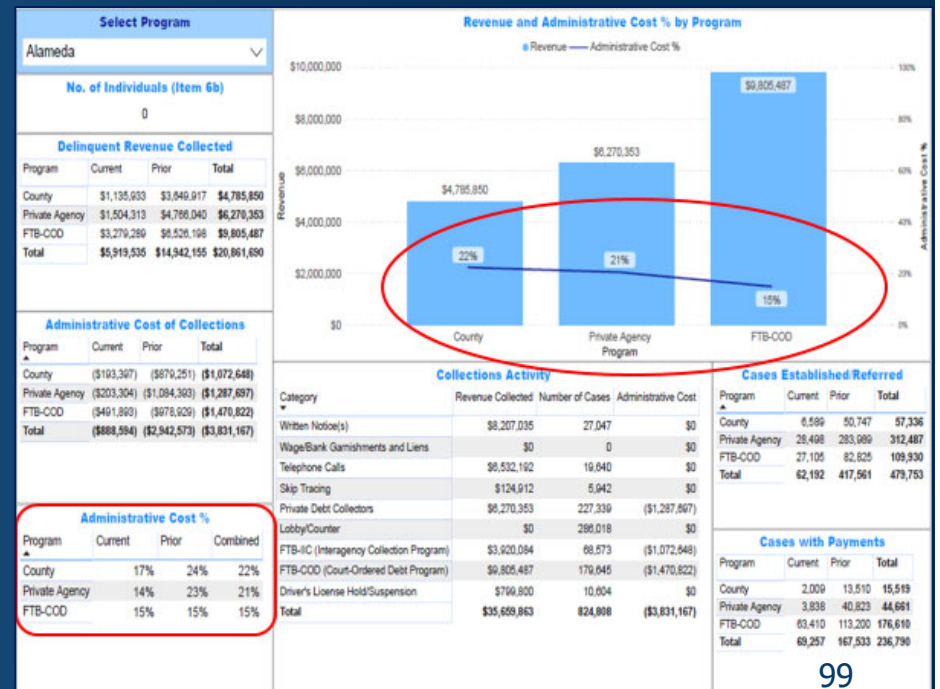 Select Program
Alameda
No. of Individuals (Item 6b)
0
Delinquent Revenue Collected
Program Current Prior Total
County $1,135,933 $3,649,917 $4,785,850
Private Agency $1,504,313 $4,766,040 $6,270,353
FTB-COD $3,279,289 $6,526,198 $9,805,487
Total $5,919,535 $14,942,155 $20,861,690
Administrative Cost of Collections
Program Current Prior Total
County ($193,397) ($879,251) ($1,072,648)
Private Agency ($203,304) ($1,084,393) ($1,287,697)
FTB-COD ($491,893) ($978,929) ($1,470,822)
Total ($888,594) ($2,942,573) ($3,831,167)
Administrative Cost %
Program Current Prior Combined
County 17% 24% 22%
Private Agency 14% 23% 21%
FTB-COD 15% 15% 15%
Revenue and Administrative Cost % by Program
Revenue Administrative Cost %
$10,000,000 100%
$9,805,487
$8,000,000 80%
$6,270,353
$6,000,000 60%
$4,785,850
$4,000,000 40%
22% 21%
$2,000,000 20%
15%
$0 0%
Revenue
Administrative Cost %
County Private Agency FTB-COD
Program
Collections Activity
Category Revenue Collected Number of Cases Administrative Cost
Written Notice(s) $8,207,035 27,047 $0
Wage/Bank Garnishments and Liens $0 0 $0
Telephone Calls $6,532,192 19,640 $0
Skip Tracing $124,912 5,942 $0
Private Debt Collectors $6,270,353 227,339 ($1,287,697)
Lobby/Counter $0 286,018 $0
FTB-IIC (Interagency Collection Program) $3,920,084 68,573 ($1,072,648)
FTB-COD (Court-Ordered Debt Program) $9,805,487 179,645 ($1,470,822)
Driver's License Hold/Suspension $799,800 10,604 $0
Total $35,659,863 824,808 ($3,831,167)
Cases Established/Referred
Program Current Prior Total
County 6,589 50,747 57,336
Private Agency 28,498 283,989 312,487
FTB-COD 27,105 82,825 109,930
Total 62,192 417,561 479,753
Cases with Payments
Program Current Prior Total
County 2,009 13,510 15,519
Private Agency 3,838 40,823 44,661
FTB-COD 63,410 113,200 176,610
Total 69,257 167,533 236,790
99